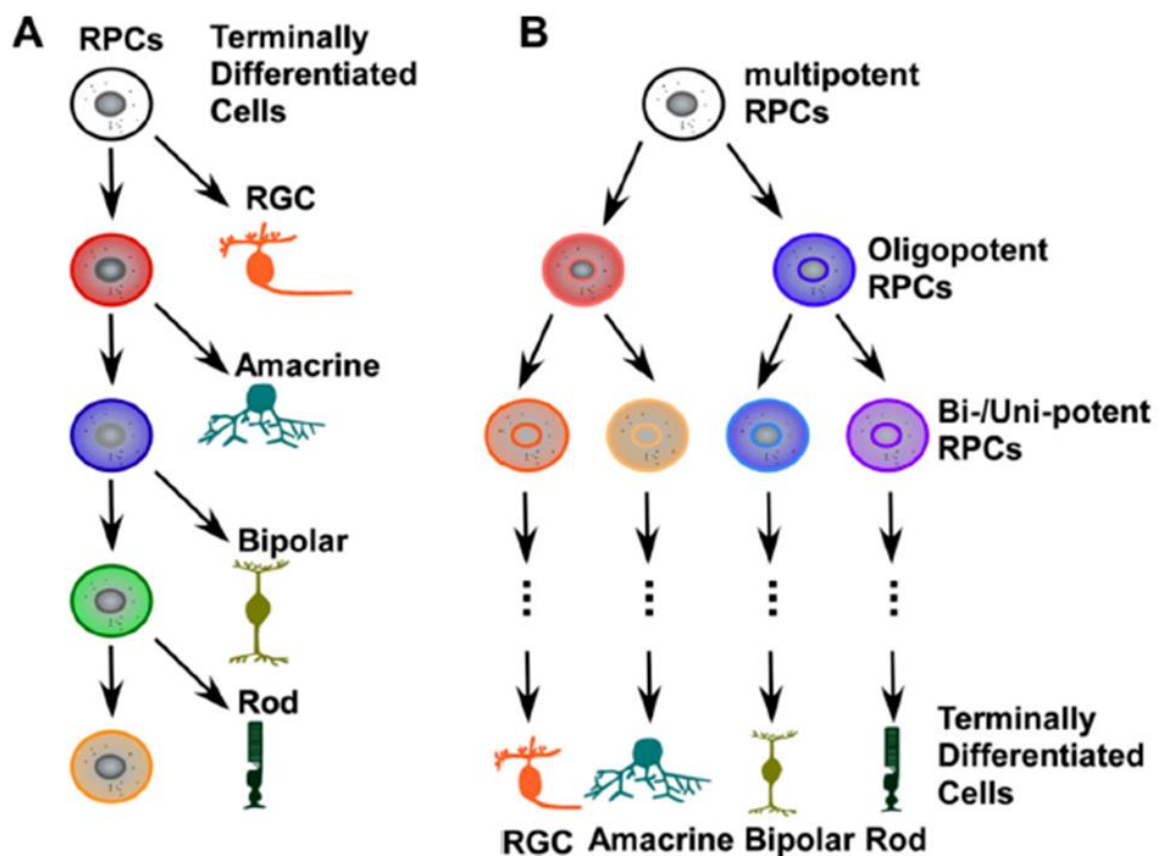 A
RPCs
Terminally
Differentiated
Cells
RGC
Amacrine
Bipolar
Rod
B
multipotent
RPCs
Oligopotent
RPCs
Bi-/Uni-potent
RPCs
Terminally
Differentiated
Cells
RGC Amacrine Bipolar Rod